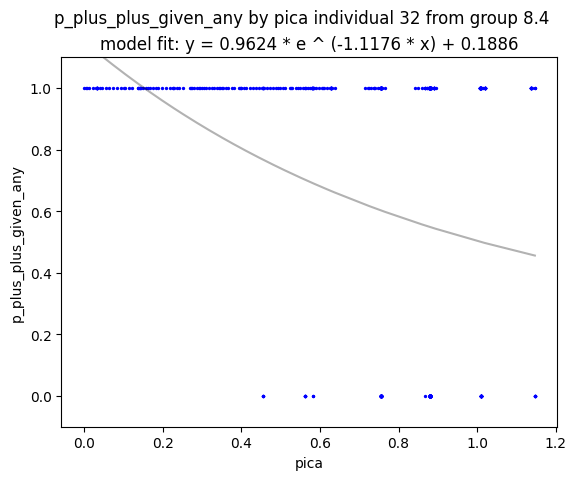 p_plus_plus_given_any by pica individual 32 from group 8.4
model fit: y = 0.9624 * e ^ (-1.1176 * x) + 0.1886
1.0
0.8
0.6
0.4
0.2
0.0
p_plus_plus_given_any
0.0 0.2 0.4 0.6 0.8 1.0 1.2
pica